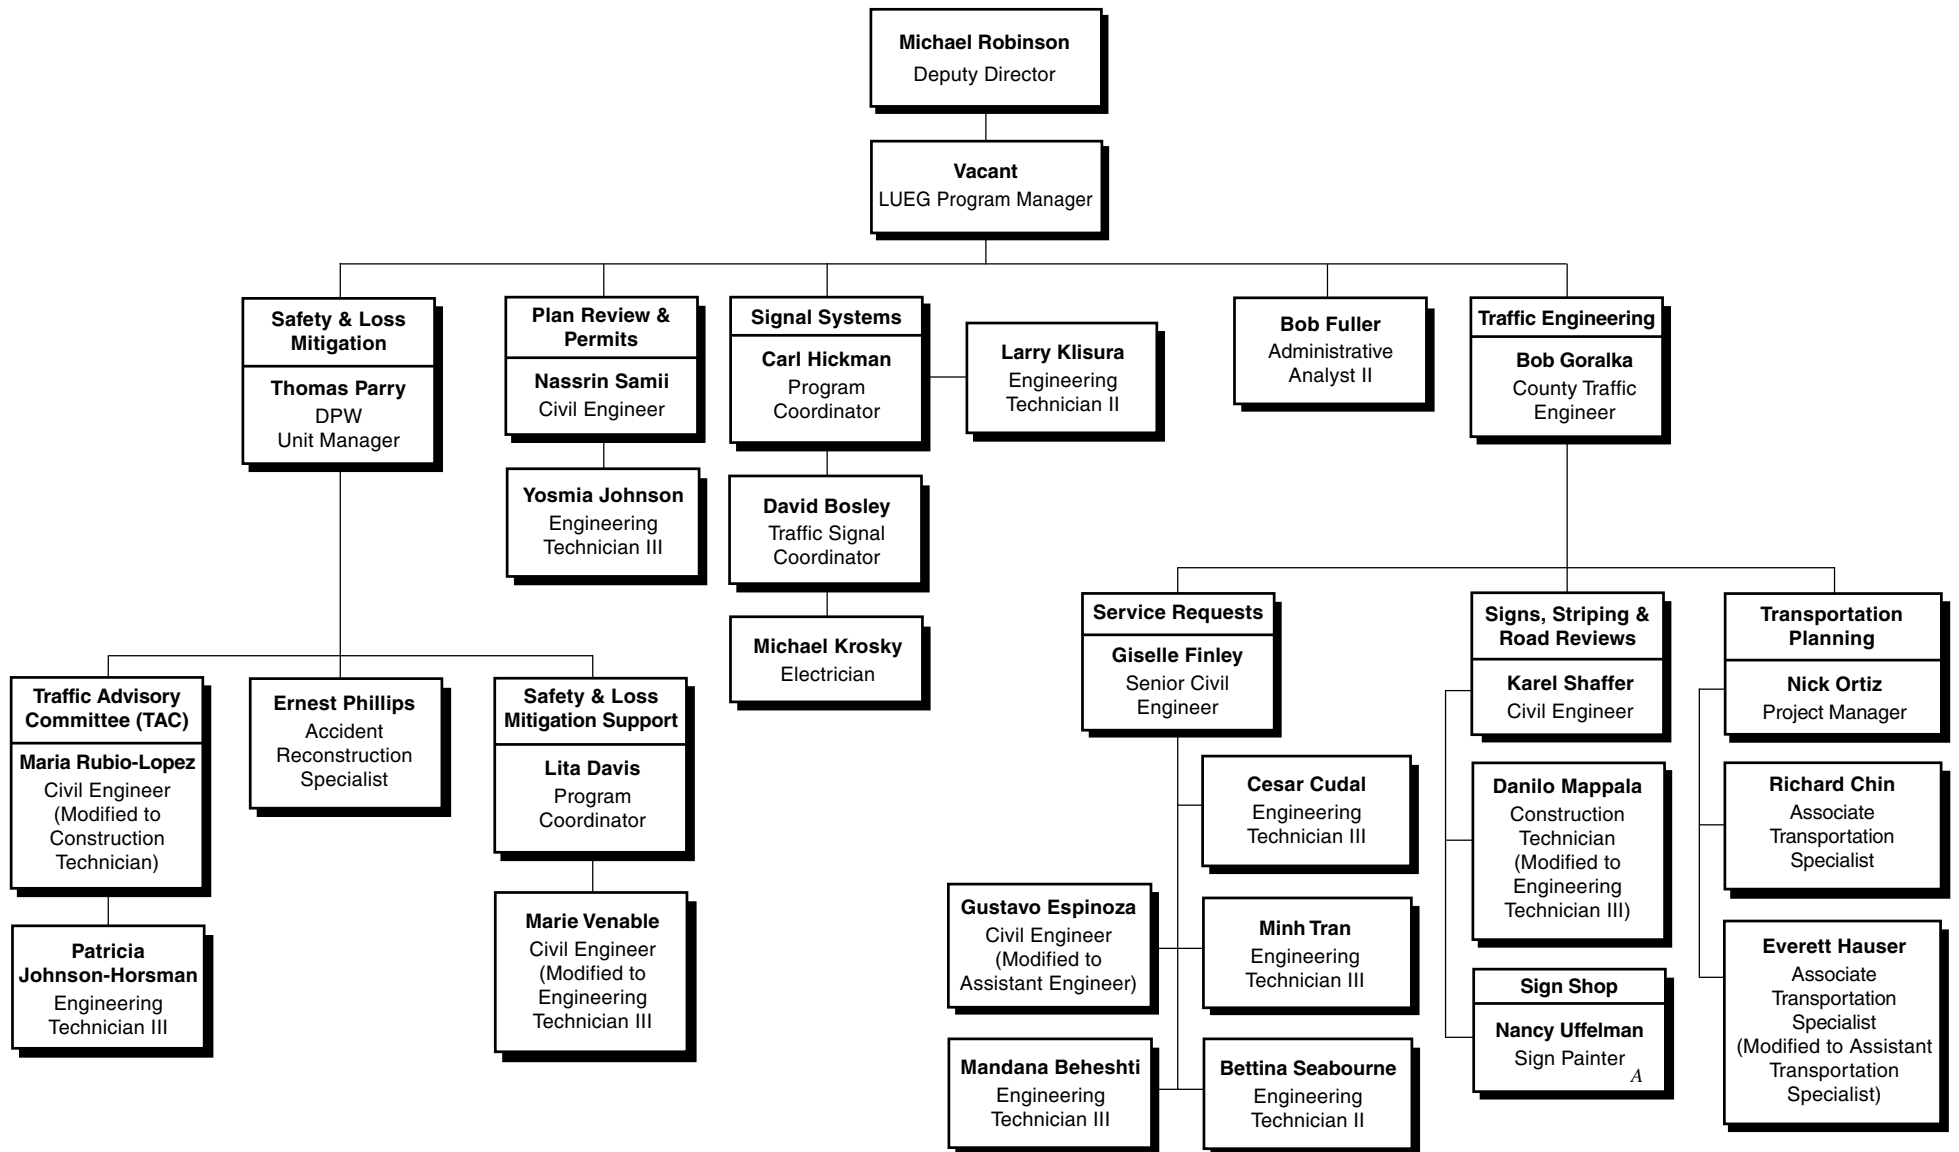 Michael Robinson
Deputy Director
Vacant
LUEG Program Manager
Safety & Loss
Mitigation
Thomas Parry
DPW
Unit Manager
Plan Review &
Permits
Nassrin Samii
Civil Engineer
Yosmia Johnson
Engineering
Technician III
Signal Systems
Carl Hickman
Program
Coordinator
Larry Klisura
Engineering
Technician II
David Bosley
Traffic Signal
Coordinator
Michael Krosky
Electrician
Bob Fuller
Administrative
Analyst II
Traffic Engineering
Bob Goralka
County Traffic
Engineer
Traffic Advisory
Committee (TAC)
Maria Rubio-Lopez
Civil Engineer
(Modified to
Construction
Technician)
Patricia
Johnson-Horsman
Engineering
Technician III
Ernest Phillips
Accident
Reconstruction
Specialist
Safety & Loss
Mitigation Support
Lita Davis
Program
Coordinator
Marie Venable
Civil Engineer
(Modified to
Engineering
Technician III
Service Requests
Giselle Finley
Senior Civil
Engineer
Cesar Cudal
Engineering
Technician III
Gustavo Espinoza
Civil Engineer
(Modified to
Assistant Engineer)
Minh Tran
Engineering
Technician III
Mandana Beheshti
Engineering
Technician III
Bettina Seabourne
Engineering
Technician II
Signs, Striping &
Road Reviews
Karel Shaffer
Civil Engineer
Danilo Mappala
Construction
Technician
(Modified to
Engineering
Technician III)
Sign Shop
Nancy Uffelman
Sign Painter
A
Transportation
Planning
Nick Ortiz
Project Manager
Richard Chin
Associate
Transportation
Specialist
Everett Hauser
Associate
Transportation
Specialist
(Modified to Assistant
Transportation
Specialist)